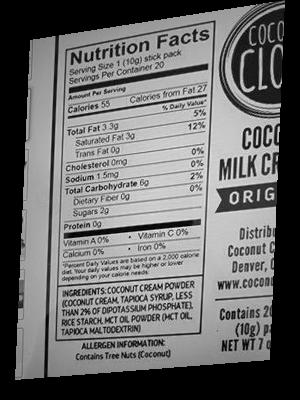 Nutrition Facts
Serving Size 1 (10g) stick pack
Servings Per Container 20
Amount Per Serving
Calories 55 Calories from Fat 27
% Daily Value*
Total Fat 3.3g 5%
Saturated Fat 3g 12%
Trans Fat 0g
Cholesterol 0mg 0%
Sodium 1.5mg 0%
Total Carbohydrate 6g 2%
Dietary Fiber 0g 0%
Sugars 2g
Protein 0g
Vitamin A 0% • Vitamin C 0%
Calcium 0% • Iron 0%
*Percent Daily Values are based on a 2,000 calorie
diet. Your daily values may be higher or lower
depending on your calorie needs:
INGREDIENTS: COCONUT CREAM POWDER
(COCONUT CREAM, TAPIOCA SYRUP, LESS
THAN 2% OF DIPOTASSIUM PHOSPHATE),
RICE STARCH, MCT OIL POWDER (MCT OIL,
TAPIOCA MALTODEXTRIN)
ALLERGEN INFORMATION:
Contains Tree Nuts (Coconut)
COCO
CLO
COCO
MILK CR
ORIG
Distribu
Coconut C
Denver, C
www.cocon
Contains 20
(10g) pa
NET WT 7 o